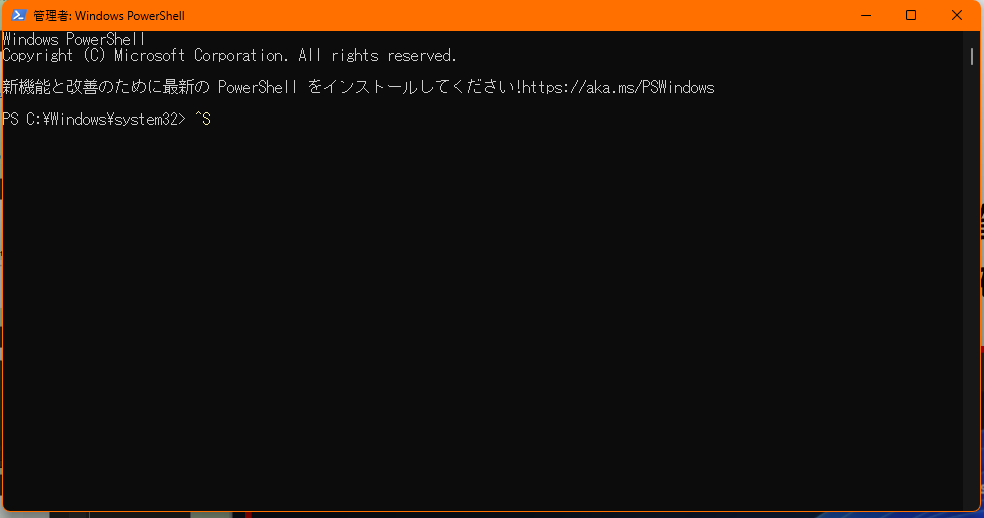 管理者: Windows PowerShell
Windows PowerShell
Copyright (C) Microsoft Corporation. All rights reserved.
新機能と改善のために最新の PowerShell をインストールしてください!https://aka.ms/PSWindows
PS C:¥Windows¥system32> ^S